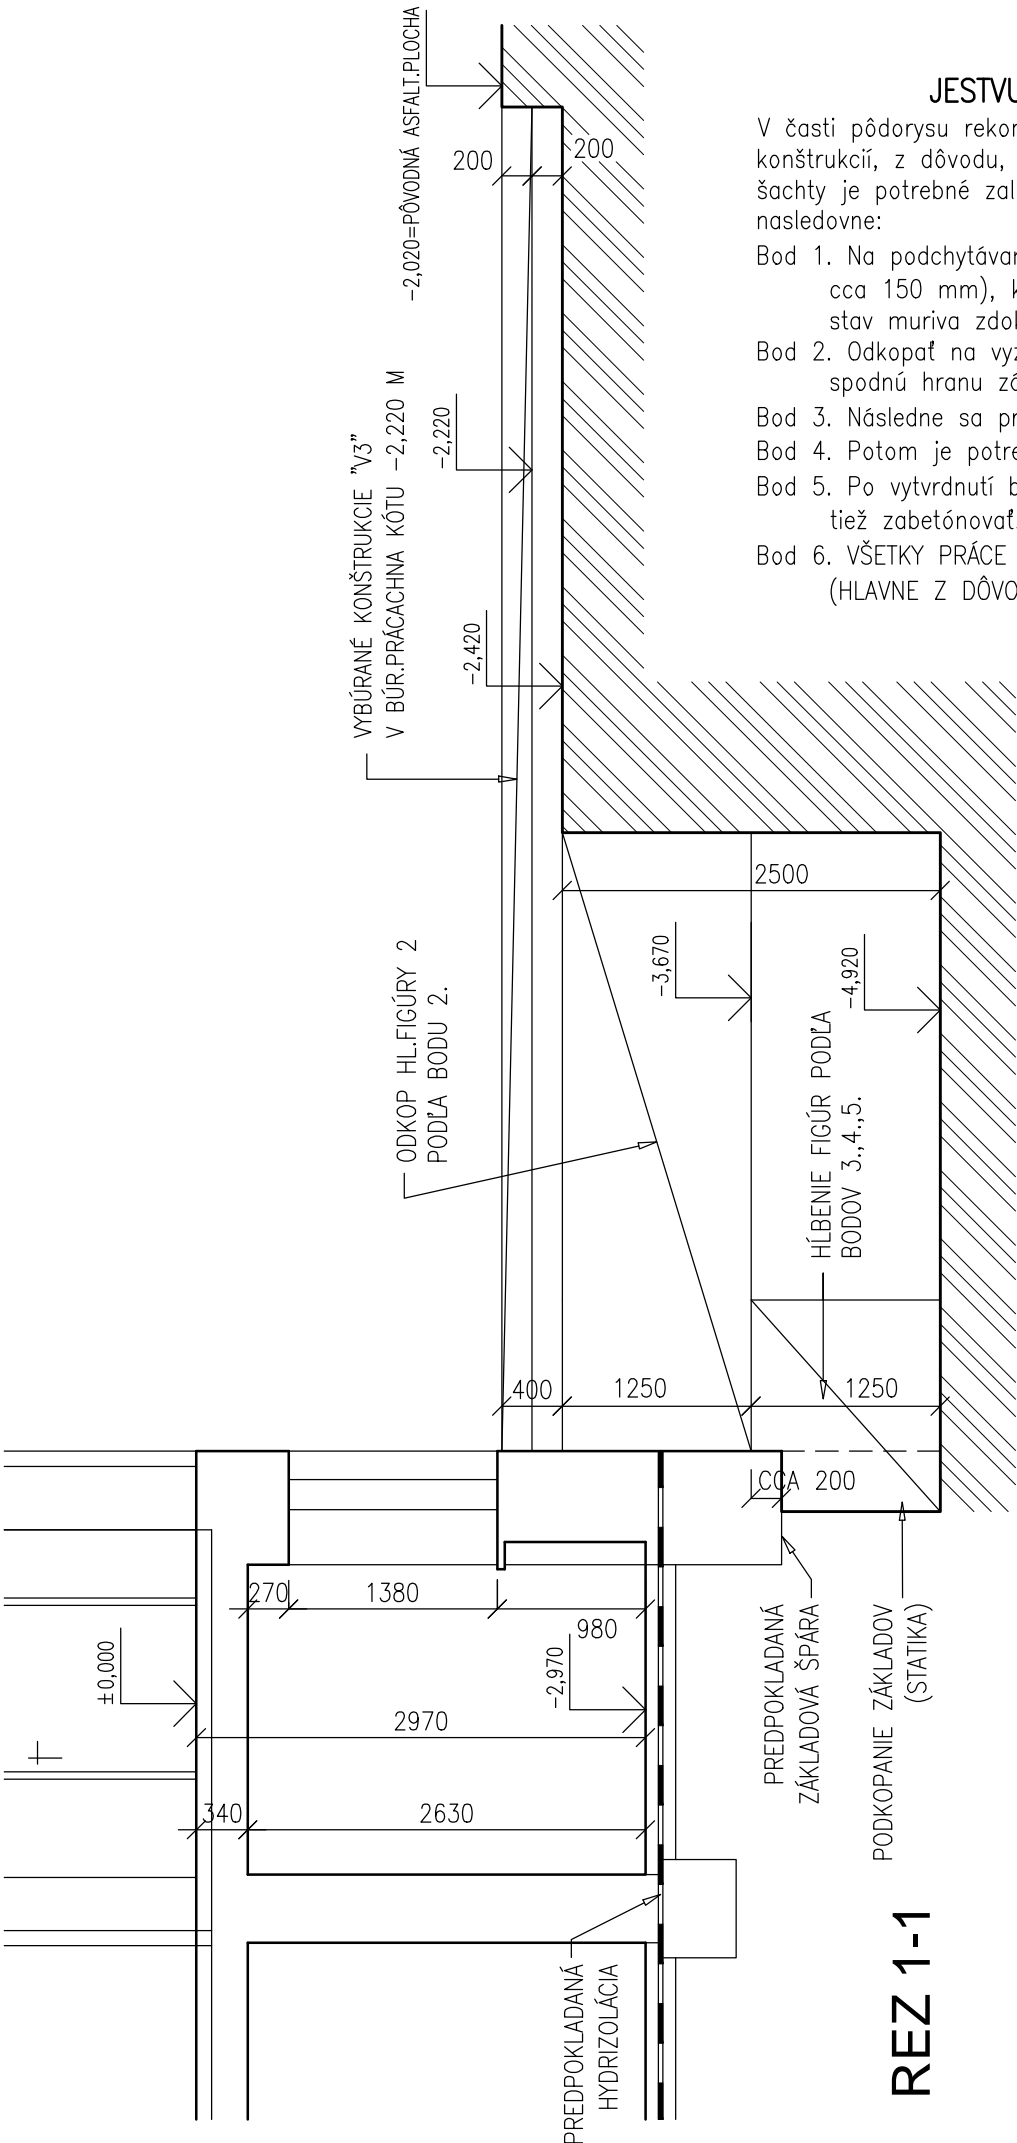 JESTVU
V časti pôdorysu rekon
konštrukcií, z dôvodu,
šachty je potrebné zal
nasledovne:
Bod 1. Na podchytávan
cca 150 mm), k
stav muriva zdok
Bod 2. Odkopať na vyz
spodnú hranu zá
Bod 3. Následne sa pr
Bod 4. Potom je potre
Bod 5. Po vytvrdnutí b
tiež zabetónovať.
Bod 6. VŠETKY PRÁCE
(HLAVNE Z DÔVO
-2,020=PÔVODNÁ ASFALT.PLOCHA
200
200
VYBÚRANÉ KONŠTRUKCIE "V3"
V BÚR.PRÁCACHNA KÓTU -2,220 M
-2,220
-2,420
2500
-3,670
-4,920
ODKOP HL.FIGÚRY 2
PODĽA BODU 2.
HĹBENIE FIGÚR PODĽA
BODOV 3.,4.,5.
400
1250
1250
CCA 200
270
1380
980
±0,000
-2,970
2970
340
2630
PREDPOKLADANÁ
ZÁKLADOVÁ ŠPÁRA
PODKOPANIE ZÁKLADOV
(STATIKA)
PREDPOKLADANÁ
HYDRIZOLÁCIA
REZ 1-1